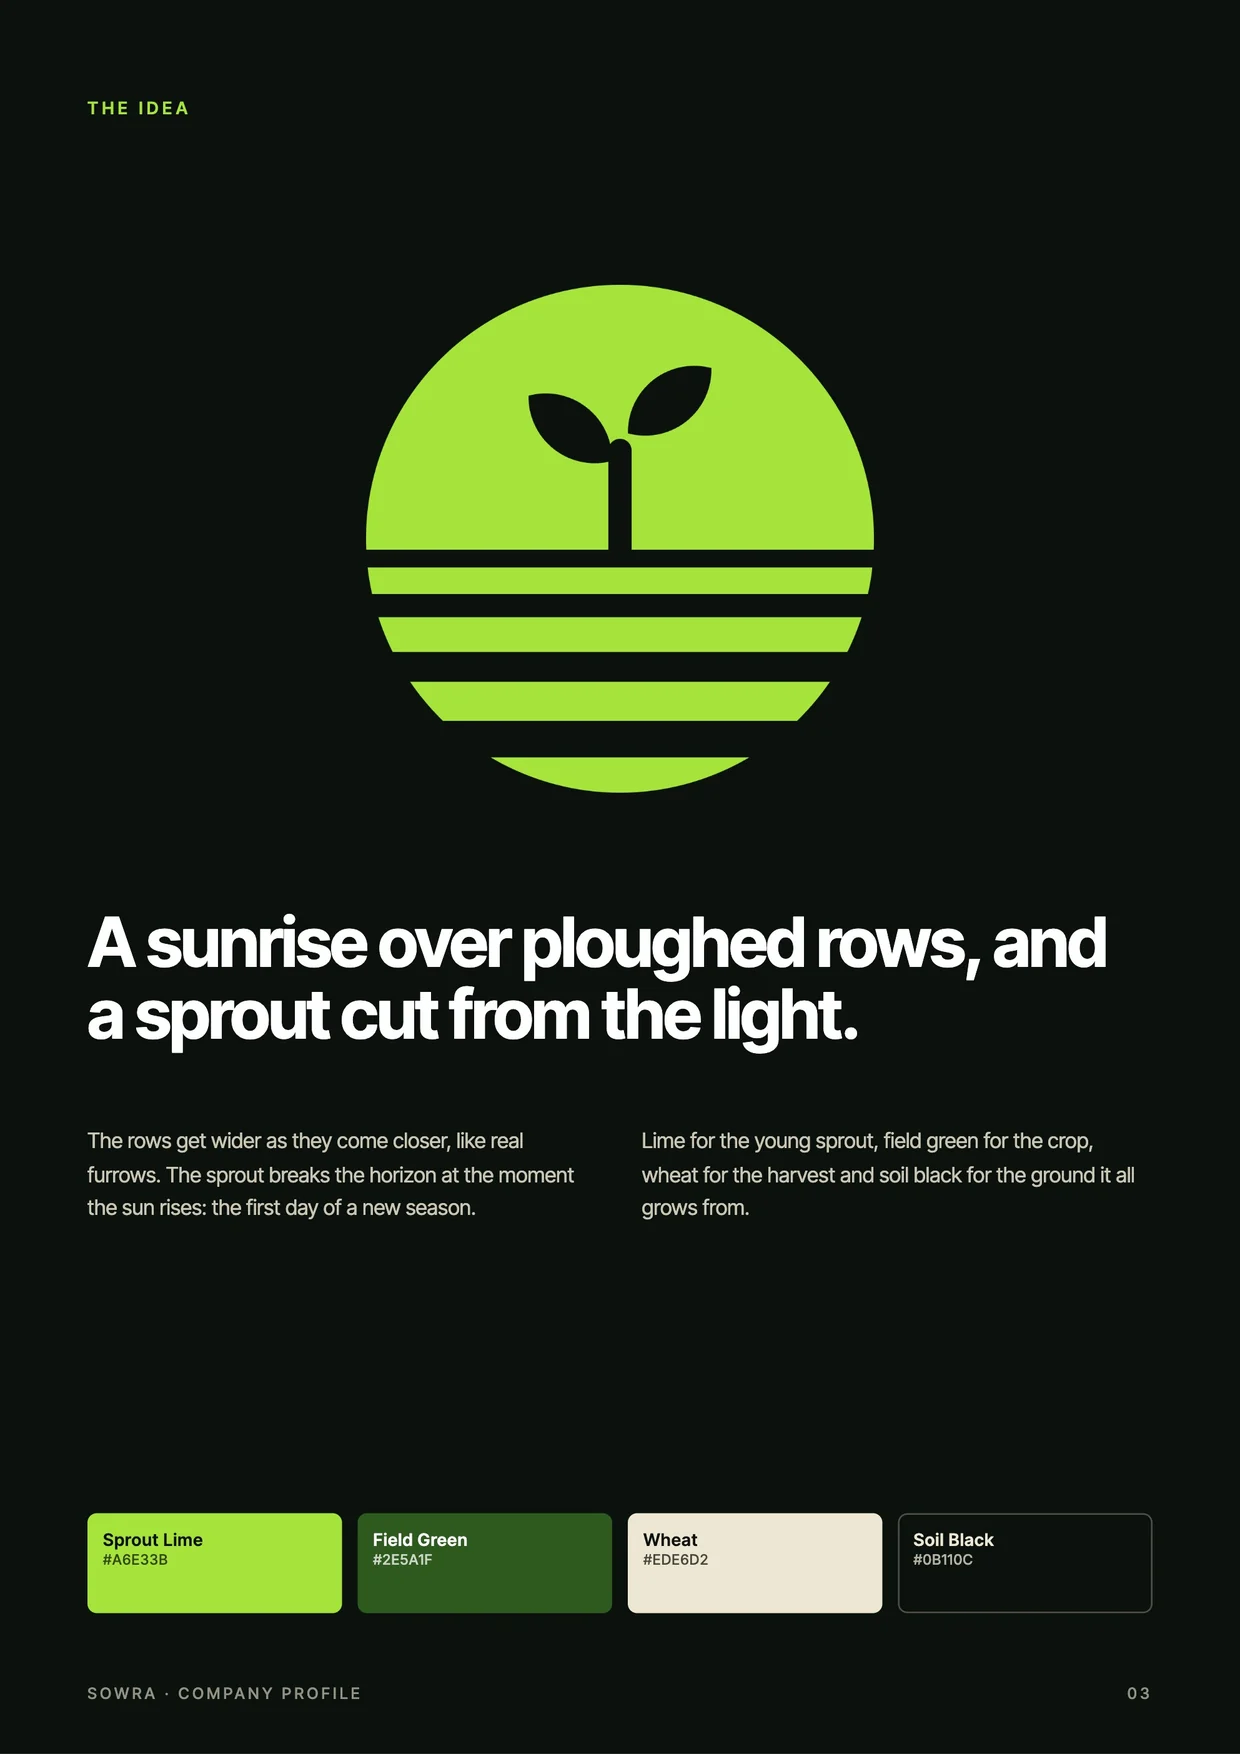 THE IDEA
A sunrise over ploughed rows, and
a sprout cut from the light.
The rows get wider as they come closer, like real
furrows. The sprout breaks the horizon at the moment
the sun rises: the first day of a new season.
Lime for the young sprout, field green for the crop,
wheat for the harvest and soil black for the ground it all
grows from.
Sprout Lime
#A6E33B
Field Green
#2E5A1F
Wheat
#EDE6D2
Soil Black
#0B110C
SOWRA · COMPANY PROFILE
03